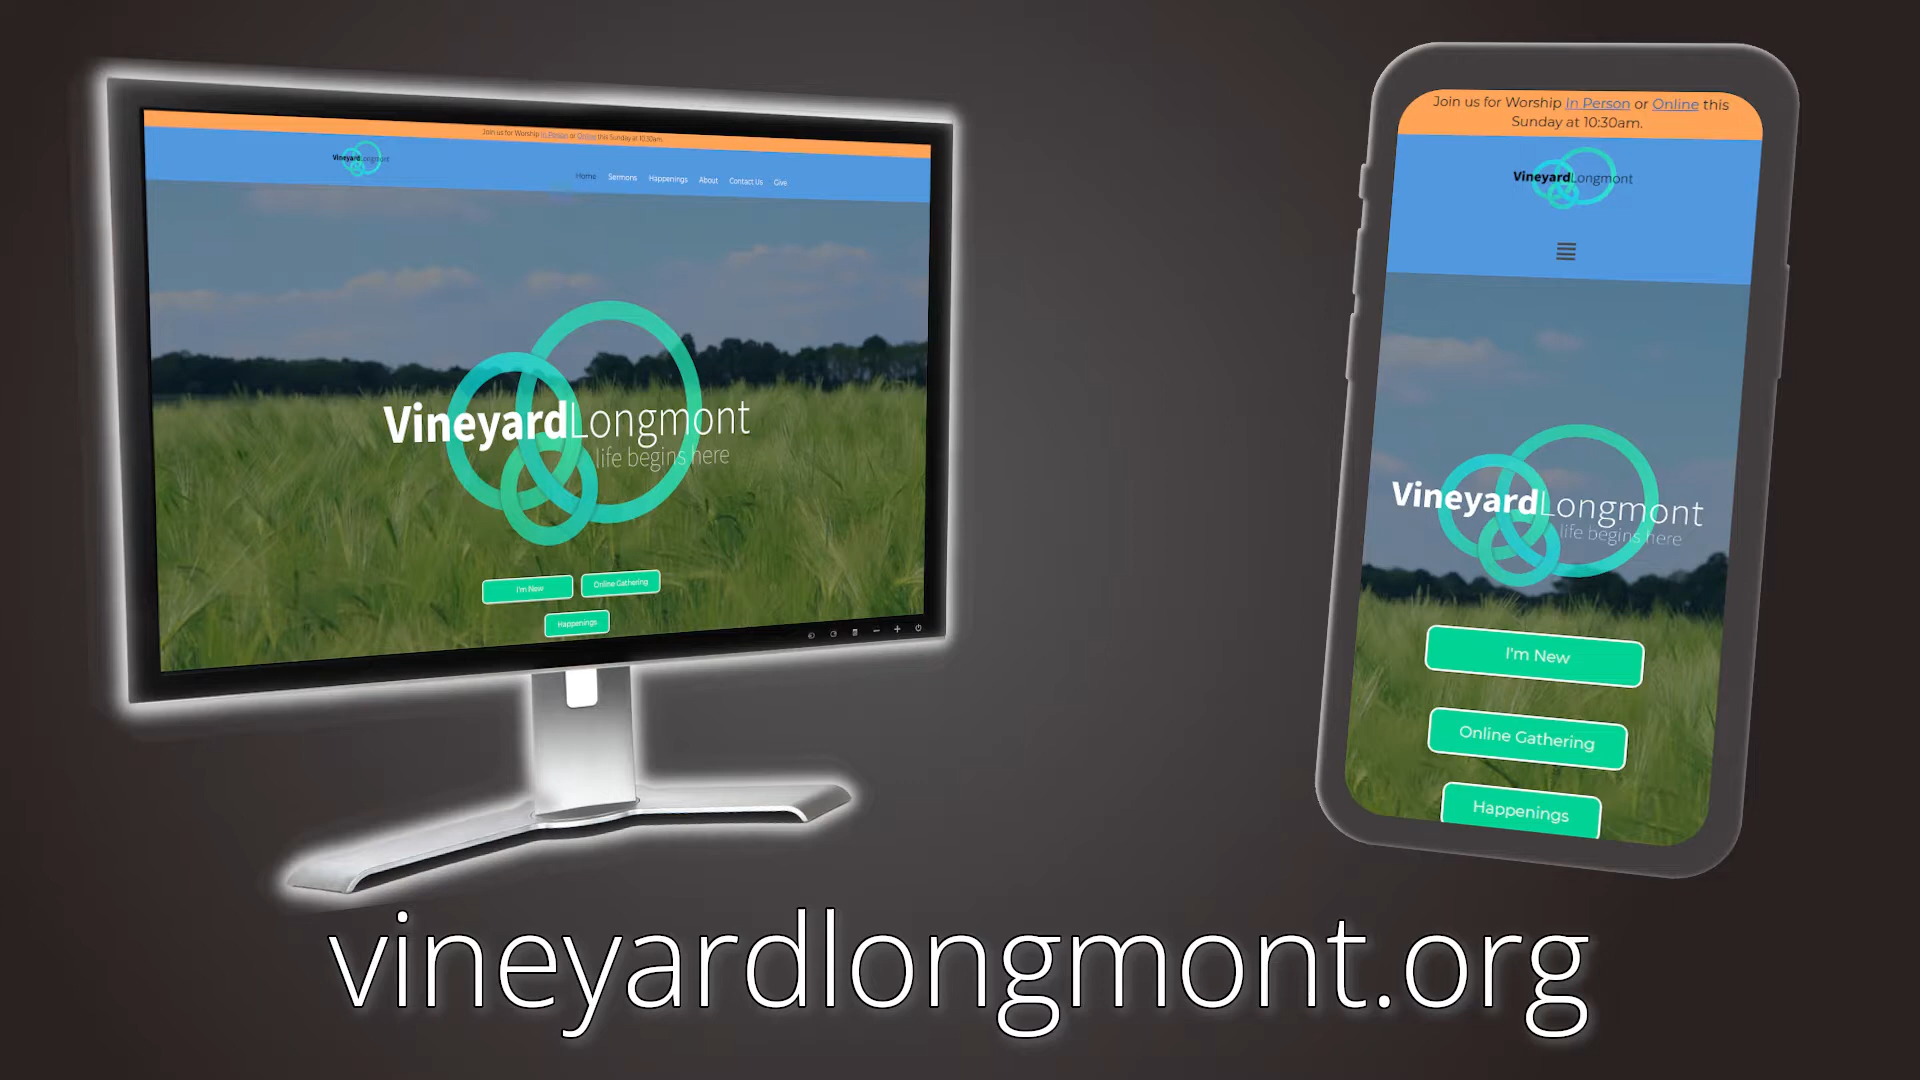 Join us for Worship In Person or Online this Sunday at 10:30am.
VineyardLongmont
Home Sermons Happenings About Contact Us Give
VineyardLongmont
life begins here
I'm New
Online Gathering
Happenings
Join us for Worship In Person or Online this
Sunday at 10:30am.
VineyardLongmont
VineyardLongmont
life begins here
I'm New
Online Gathering
Happenings
vineyardlongmont.org